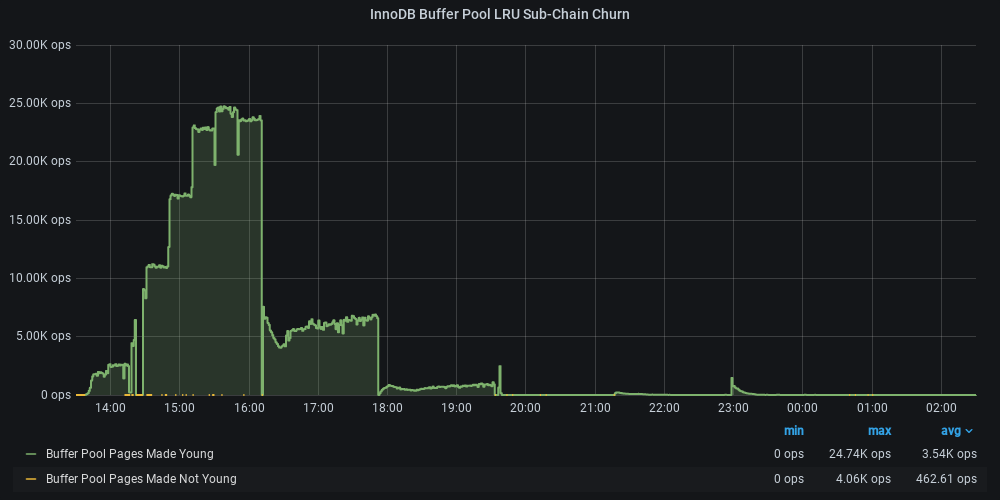 InnoDB Buffer Pool LRU Sub-Chain Churn
30.00K ops
25.00K ops
20.00K ops
15.00K ops
10.00K ops
5.00K ops
0 ops
14:00 15:00 16:00 17:00 18:00 19:00 20:00 21:00 22:00 23:00 00:00 01:00 02:00
min max avg
Buffer Pool Pages Made Young 0 ops 24.74K ops 3.54K ops
Buffer Pool Pages Made Not Young 0 ops 4.06K ops 462.61 ops